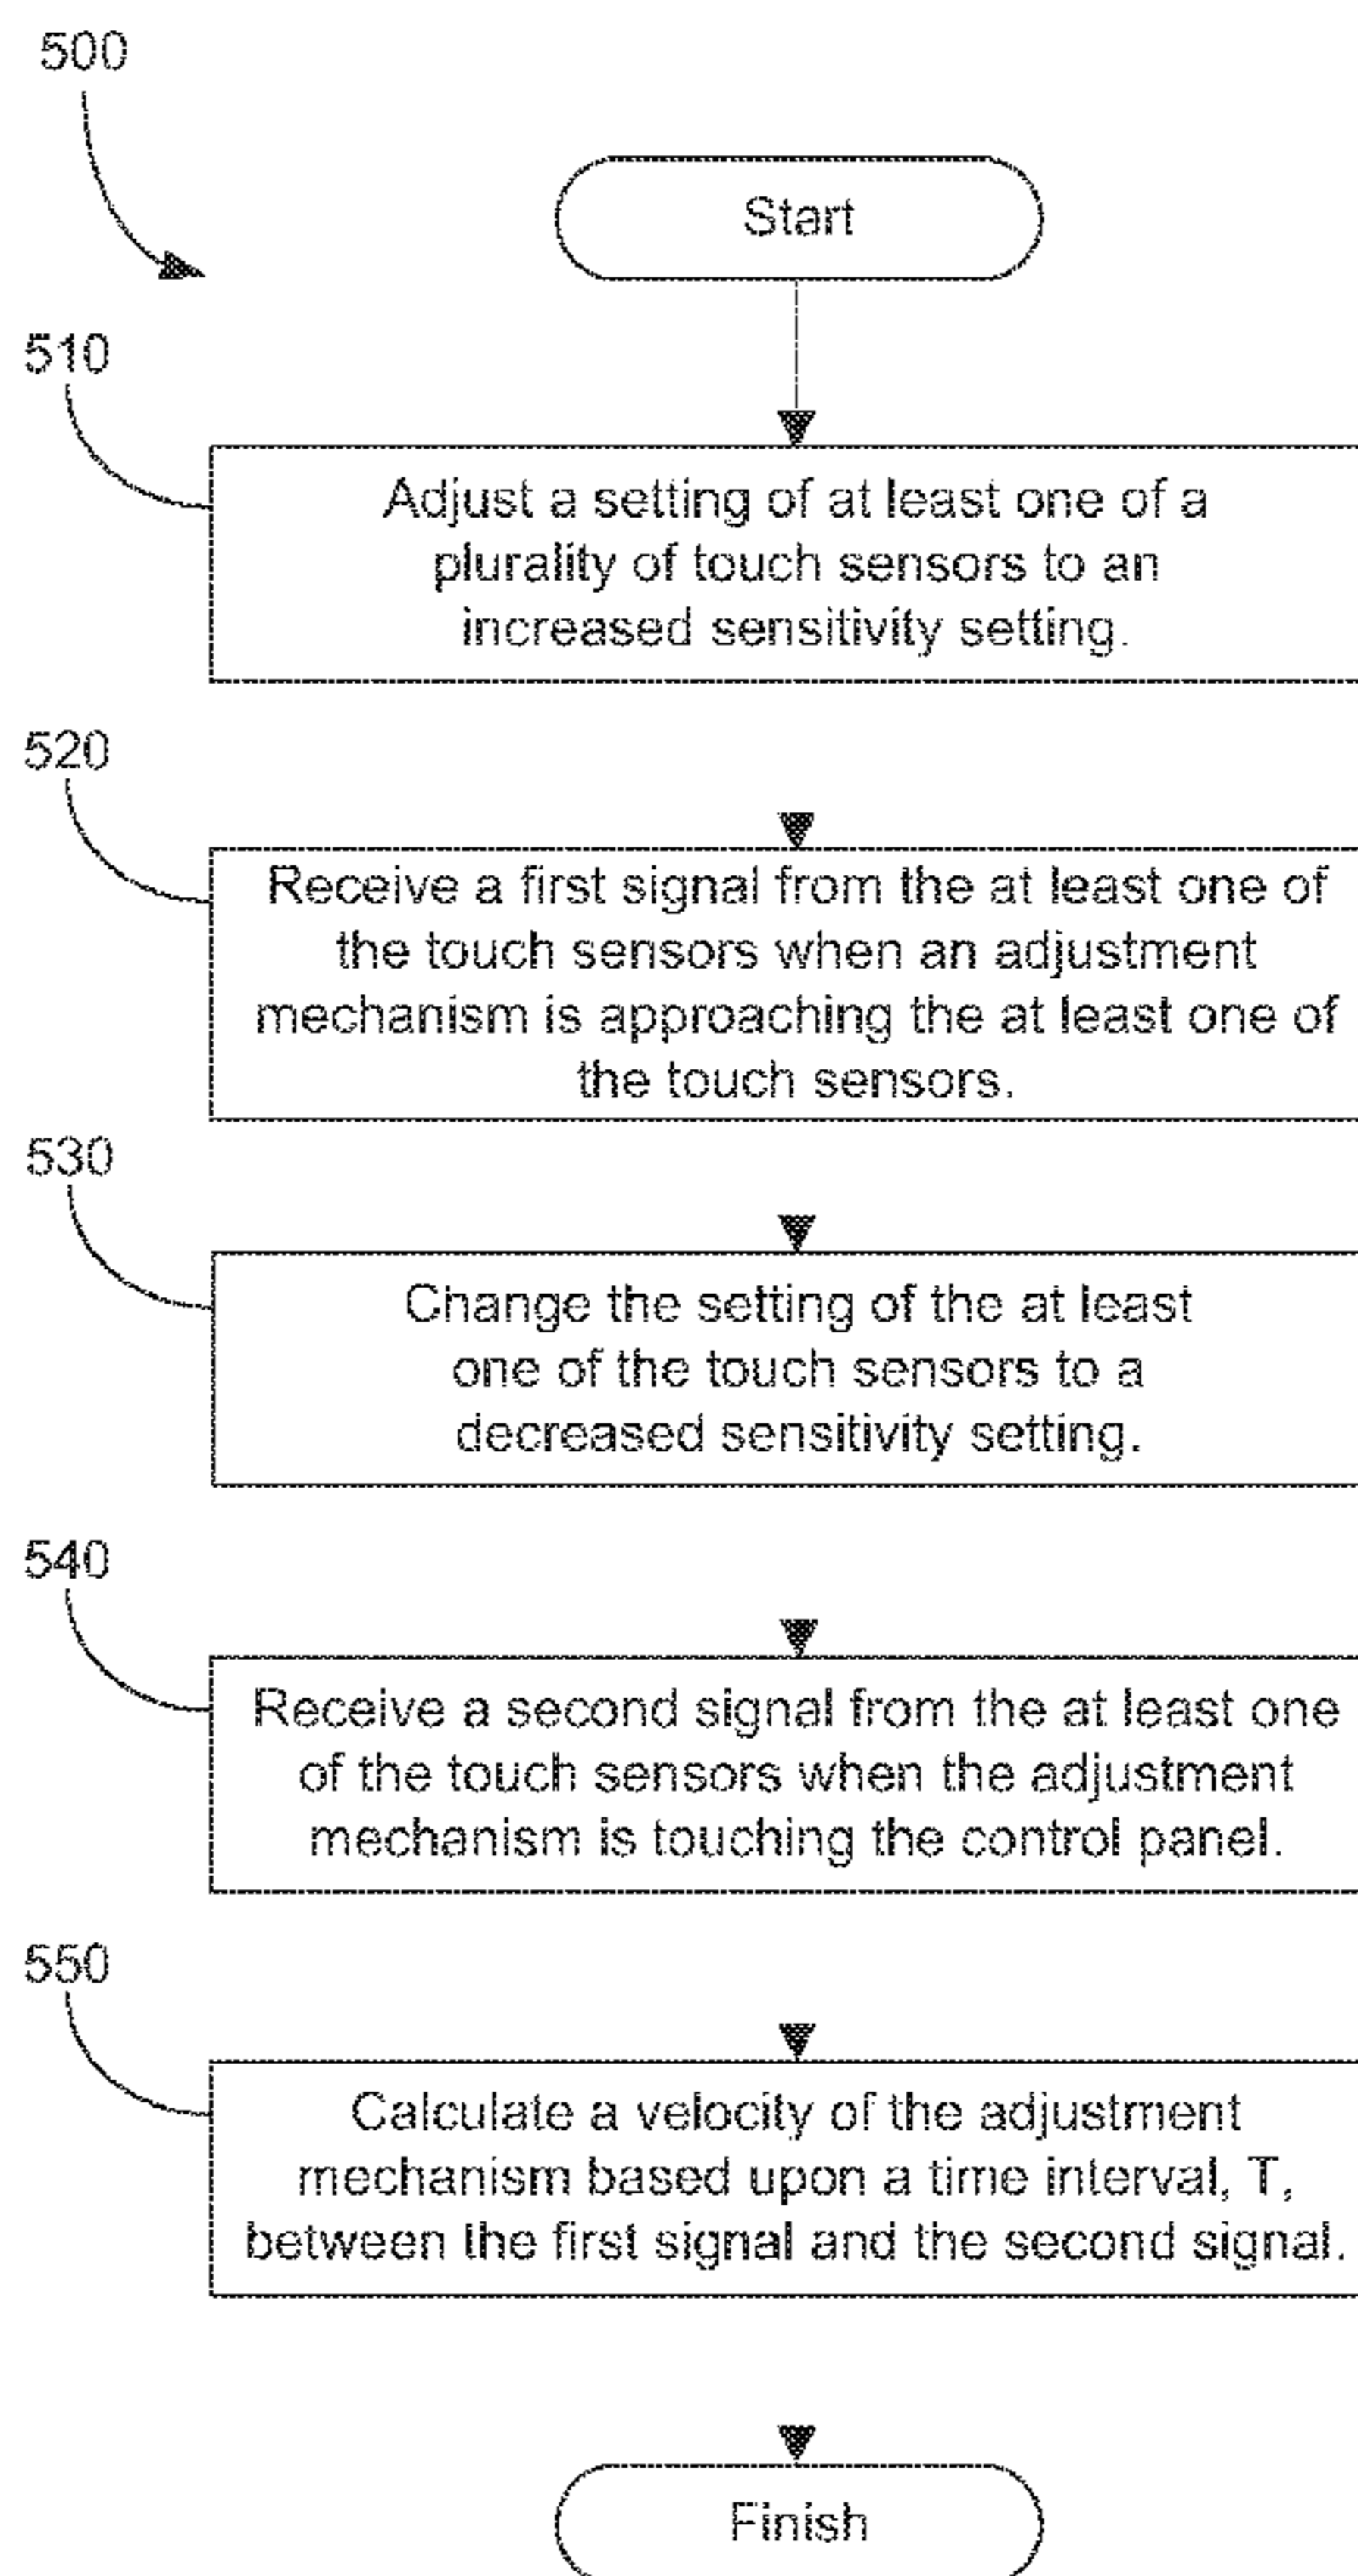 500
Start
510
Adjust a setting of at least one of a
plurality of touch sensors to an
increased sensitivity setting.
520
Receive a first signal from the at least one of
the touch sensors when an adjustment
mechanism is approaching the at least one of
the touch sensors.
530
Change the setting of the at least
one of the touch sensors to a
decreased sensitivity setting.
540
Receive a second signal from the at least one
of the touch sensors when the adjustment
mechanism is touching the control panel.
550
Calculate a velocity of the adjustment
mechanism based upon a time interval, T,
between the first signal and the second signal.
Finish